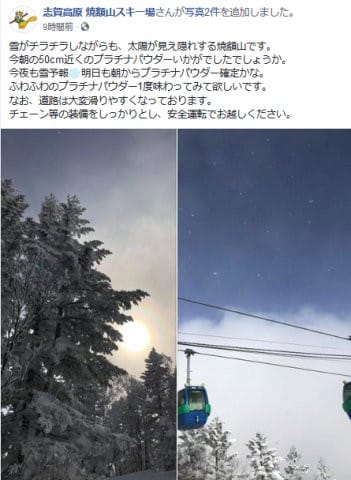 志賀高原 焼額山スキー場さんが写真2件を追加しました。
9時間前
雪がチラチラしながらも、太陽が見え隠れする焼額山です。
今朝の50cm近くのプラチナパウダーいかがでしたでしょうか。
今夜も雪予報❄️明日も朝からプラチナパウダー確定かな。
ふわふわのプラチナパウダー1度味わってみて欲しいです。
なお、道路は大変滑りやすくなっております。
チェーン等の装備をしっかりとし、安全運転でお越しください。